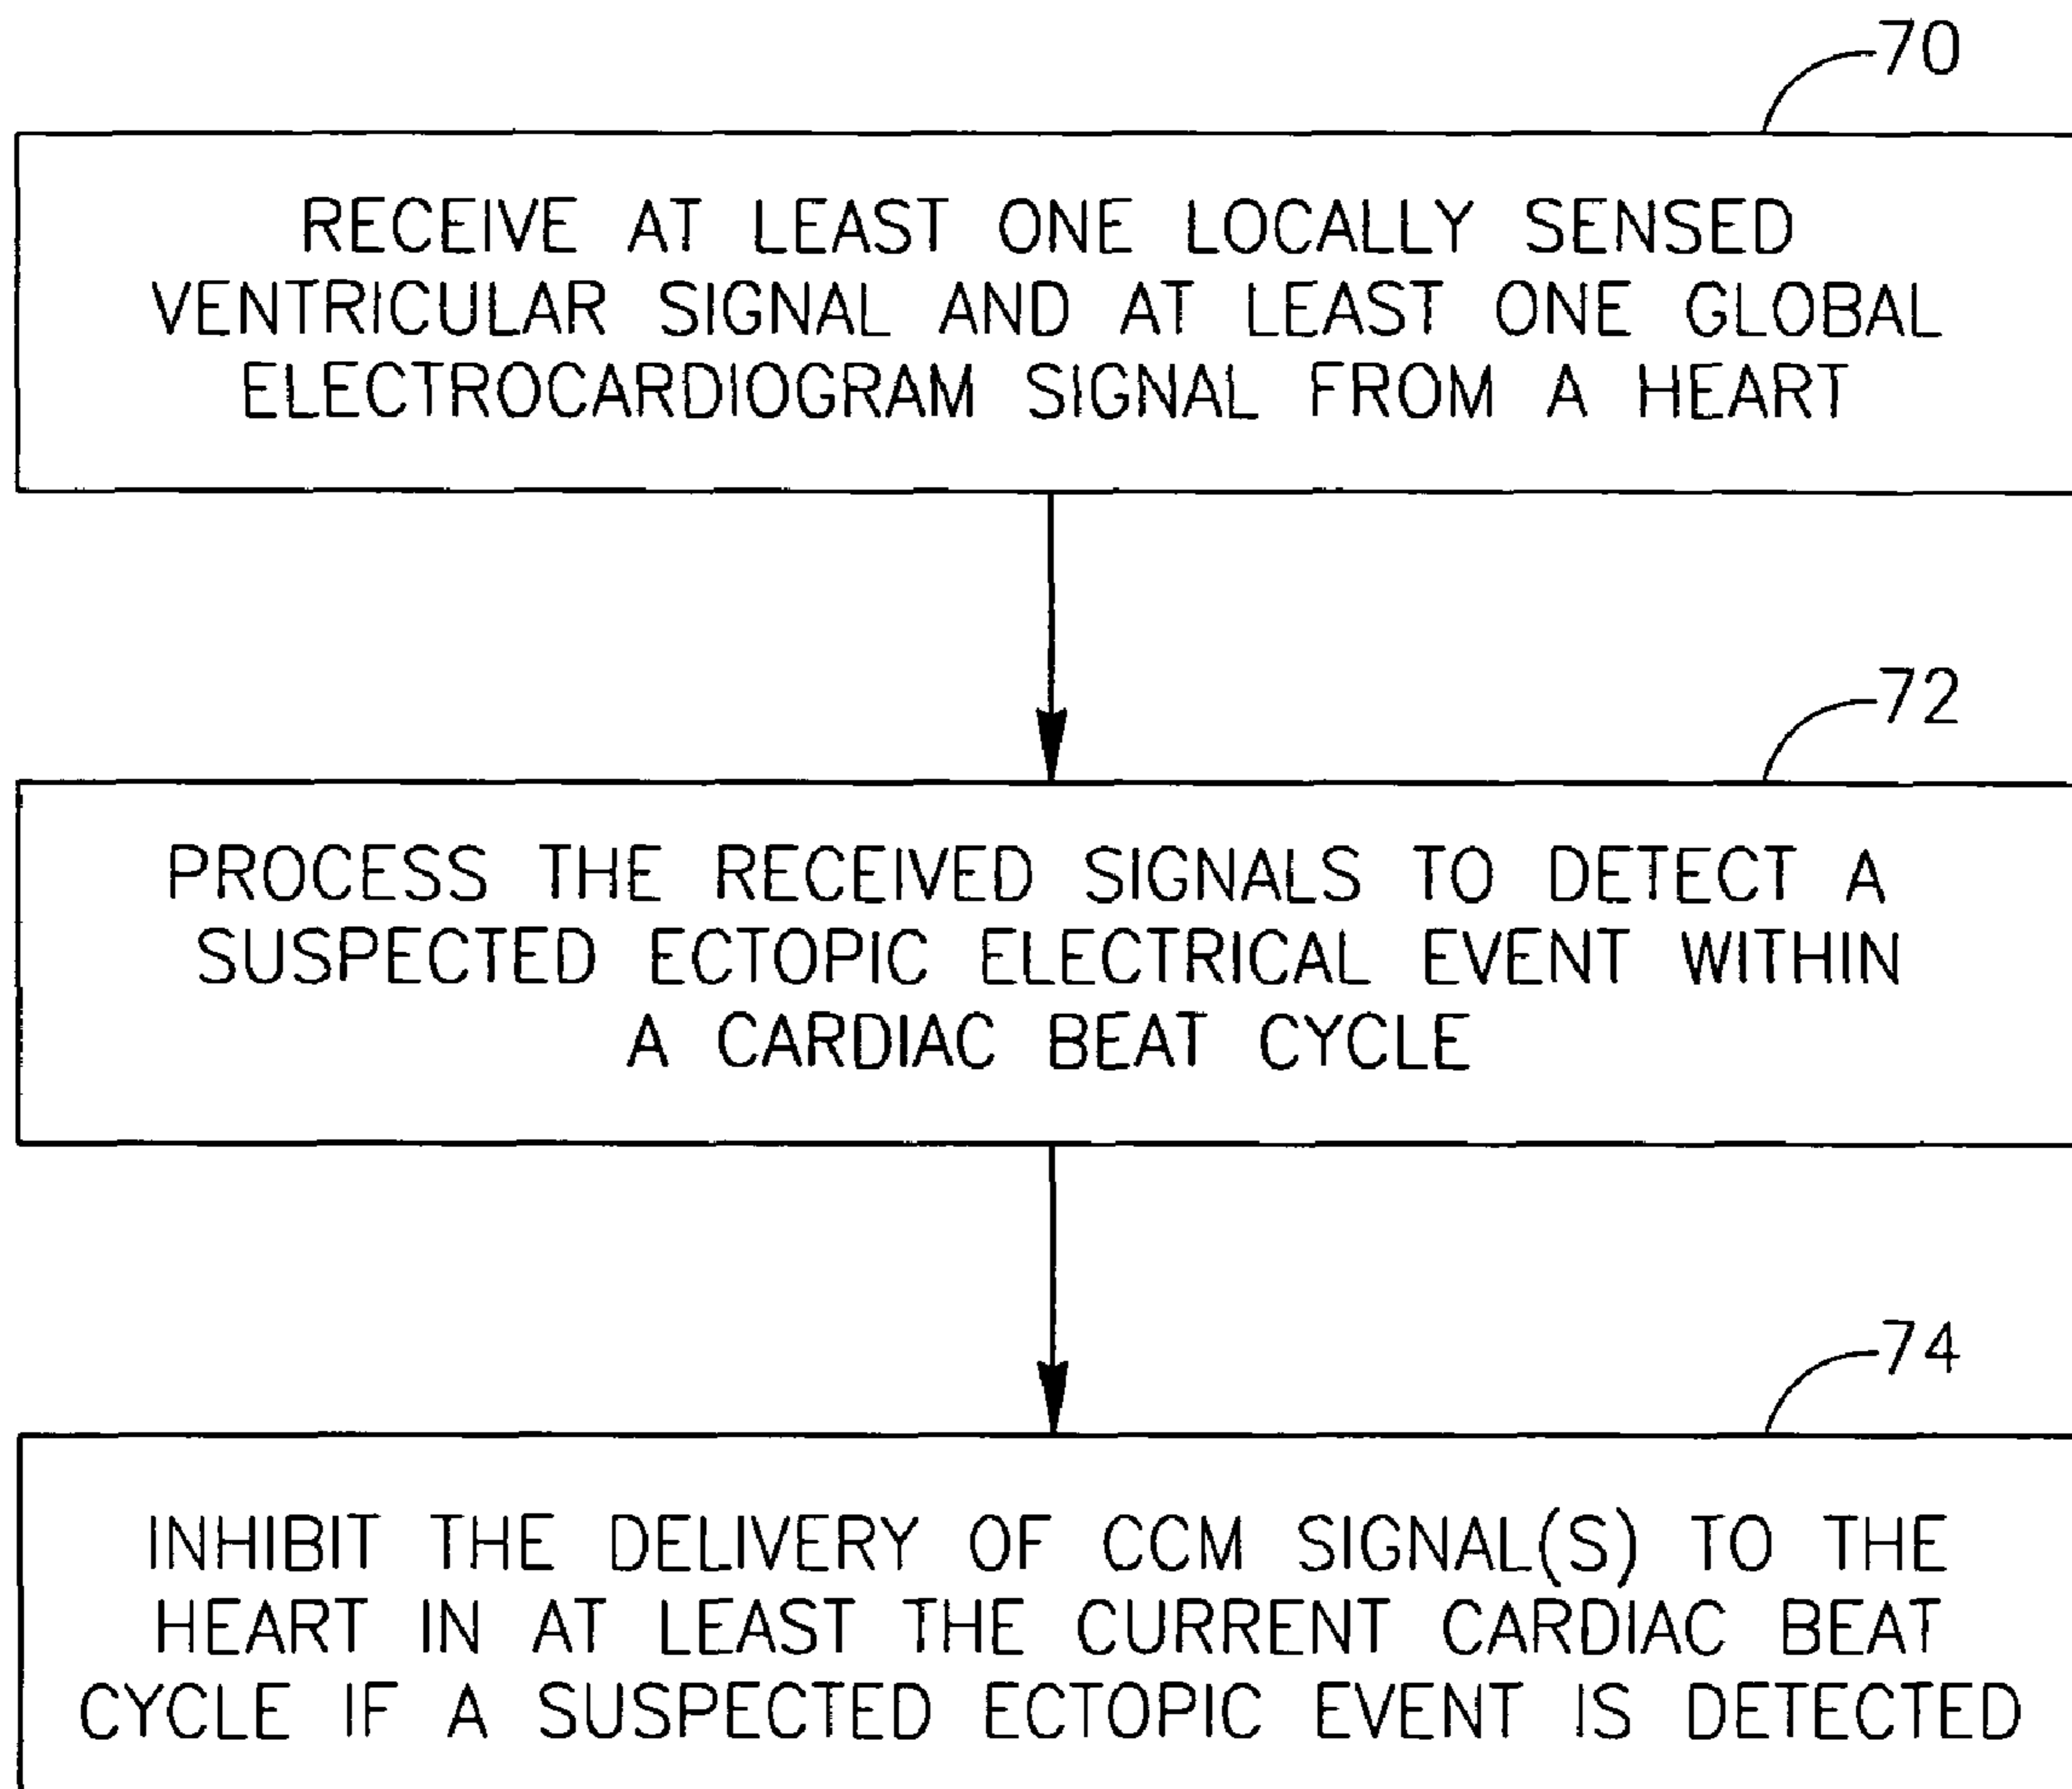 70
RECEIVE AT LEAST ONE LOCALLY SENSED
VENTRICULAR SIGNAL AND AT LEAST ONE GLOBAL
ELECTROCARDIOGRAM SIGNAL FROM A HEART
72
PROCESS THE RECEIVED SIGNALS TO DETECT A
SUSPECTED ECTOPIC ELECTRICAL EVENT WITHIN
A CARDIAC BEAT CYCLE
74
INHIBIT THE DELIVERY OF CCM SIGNAL(S) TO THE
HEART IN AT LEAST THE CURRENT CARDIAC BEAT
CYCLE IF A SUSPECTED ECTOPIC EVENT IS DETECTED